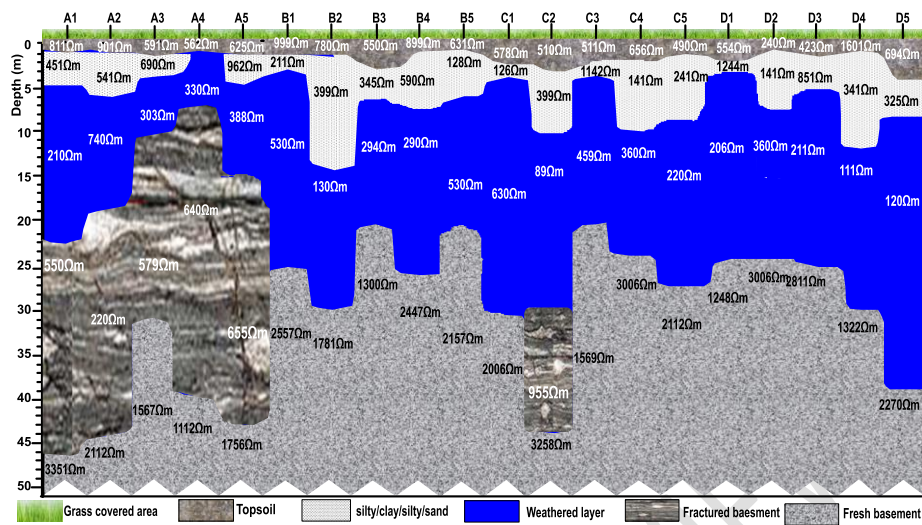 A1 A2 A3 A4 A5 B1 B2 B3 B4 B5 C1 C2 C3 C4 C5 D1 D2 D3 D4 D5
Depth (m)
0
5
10
15
20
25
30
35
40
45
50
811Ωm 901Ωm 591Ωm 562Ωm 625Ωm 999Ωm 780Ωm 550Ωm 899Ωm 631Ωm 578Ωm 510Ωm 511Ωm 656Ωm 490Ωm 554Ωm 240Ωm 423Ωm 1601Ωm 694Ωm
451Ωm 541Ωm 690Ωm 330Ωm 962Ωm 211Ωm 399Ωm 345Ωm 590Ωm 128Ωm 126Ωm 399Ωm 1142Ωm 141Ωm 241Ωm 1244m 141Ωm 851Ωm 341Ωm 325Ωm
210Ωm 740Ωm 303Ωm 640Ωm 388Ωm 530Ωm 130Ωm 294Ωm 290Ωm 530Ωm 630Ωm 89Ωm 459Ωm 360Ωm 220Ωm 206Ωm 360Ωm 211Ωm 111Ωm 120Ωm
550Ωm 220Ωm 579Ωm 655Ωm 2557Ωm 1781Ωm 1300Ωm 2447Ωm 2157Ωm 2006Ωm 955Ωm 1569Ωm 3006Ωm 2112Ωm 1248Ωm 3006Ωm 2811Ωm 1322Ωm 2270Ωm
3351Ωm 2112Ωm 1567Ωm 1112Ωm 1756Ωm 3258Ωm
Grass covered area Topsoil silty/clay/silty/sand Weathered layer Fractured baesment Fresh basement